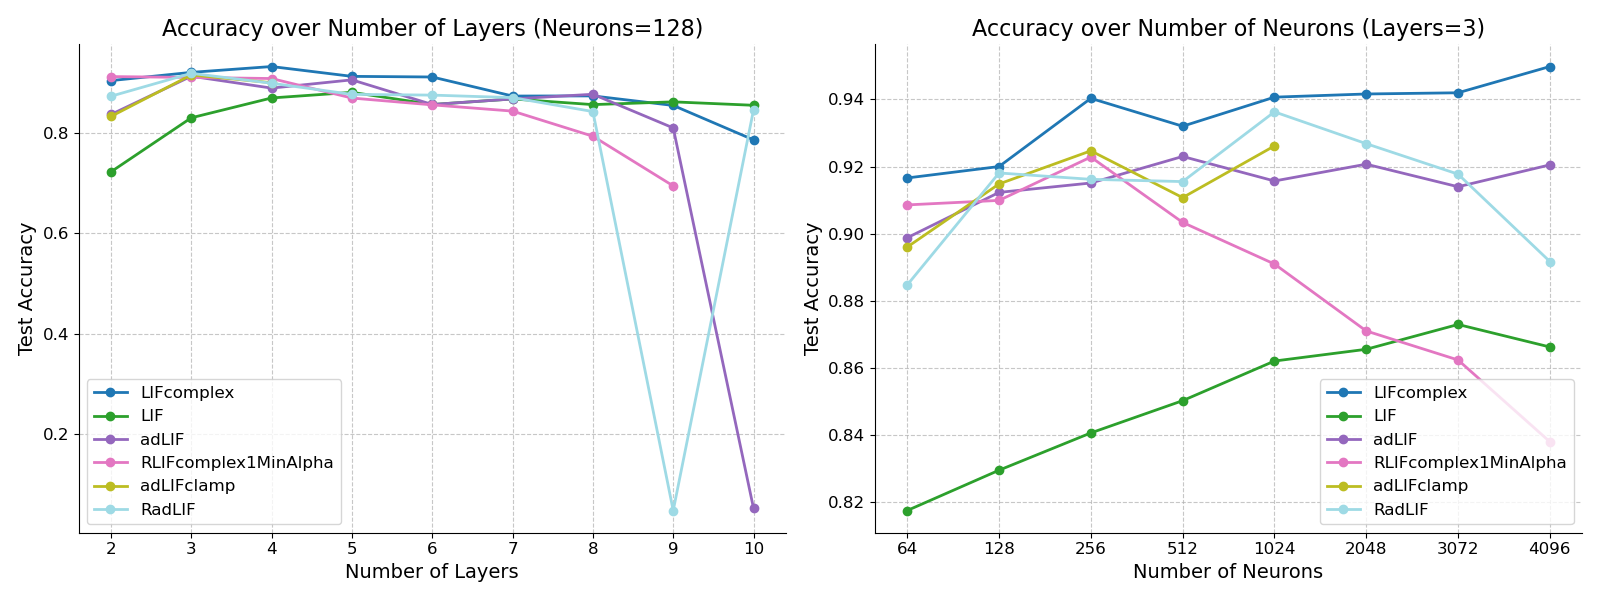 Accuracy over Number of Layers (Neurons=128)
Test Accuracy
0.8
0.6
0.4
0.2
LIFcomplex
LIF
adLIF
RLIFcomplex1MinAlpha
adLIFclamp
RadLIF
2 3 4 5 6 7 8 9 10
Number of Layers
Accuracy over Number of Neurons (Layers=3)
Test Accuracy
0.94
0.92
0.90
0.88
0.86
0.84
0.82
LIFcomplex
LIF
adLIF
RLIFcomplex1MinAlpha
adLIFclamp
RadLIF
64 128 256 512 1024 2048 3072 4096
Number of Neurons